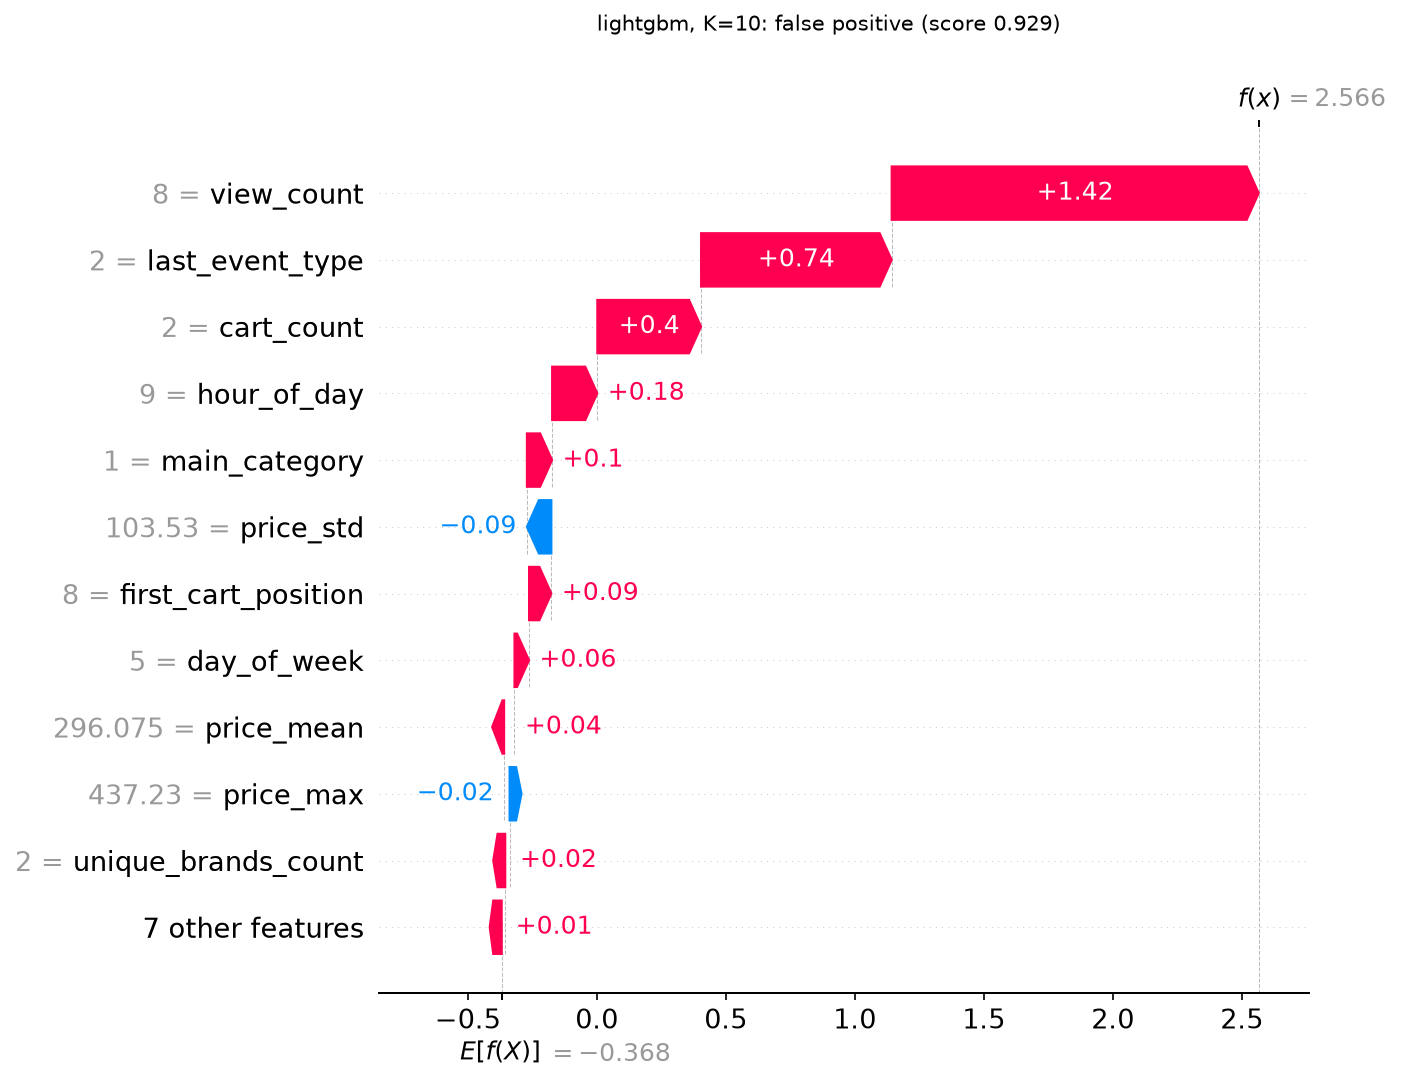 lightgbm, K=10: false positive (score 0.929)
f(x) = 2.566
8 = view_count +1.42
2 = last_event_type +0.74
2 = cart_count +0.4
9 = hour_of_day +0.18
1 = main_category +0.1
103.53 = price_std −0.09
8 = first_cart_position +0.09
5 = day_of_week +0.06
296.075 = price_mean +0.04
437.23 = price_max −0.02
2 = unique_brands_count +0.02
7 other features +0.01
−0.5 0.0 0.5 1.0 1.5 2.0 2.5
E[f(X)] = −0.368